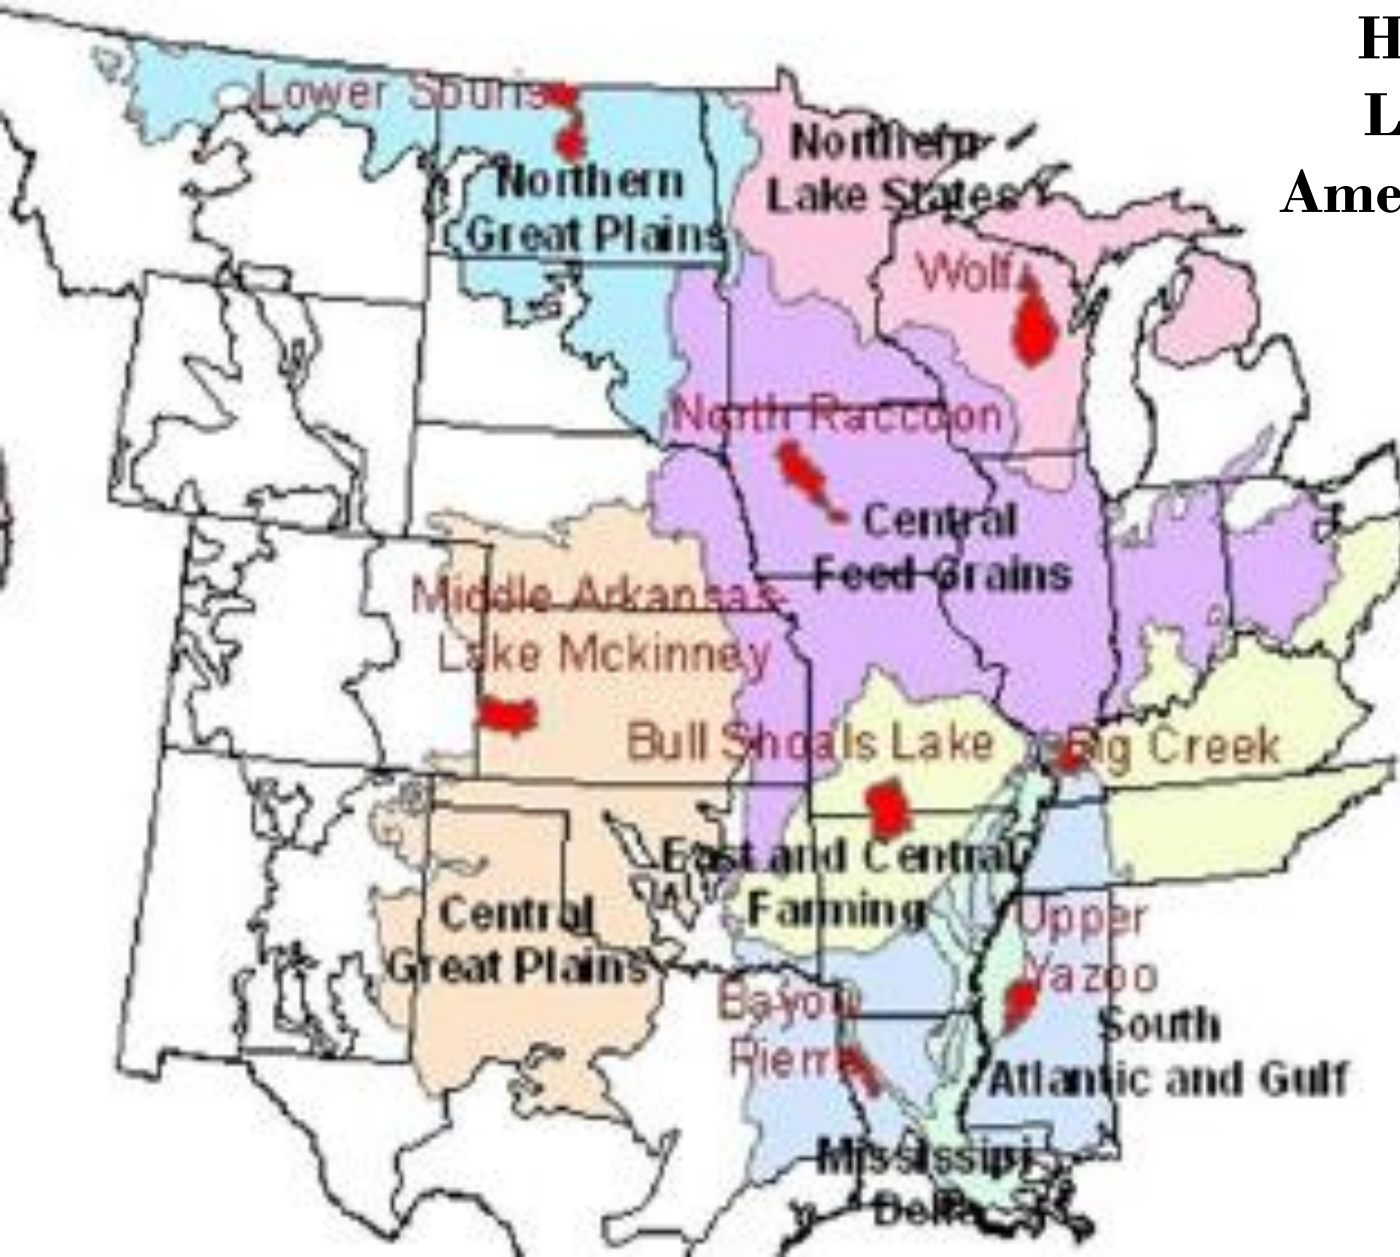 H
L
Ame
Lower Souris
Northern
Great Plains
Northern
Lake States
Wolf
North Raccoon
Central
Feed Grains
Middle Arkansas-
Lake Mckinney
Bull Shoals Lake
Big Creek
East and Central
Farming
Central
Great Plains
Upper
Yazoo
Bayou
Pierre
South
Atlantic and Gulf
Mississipi
Delta